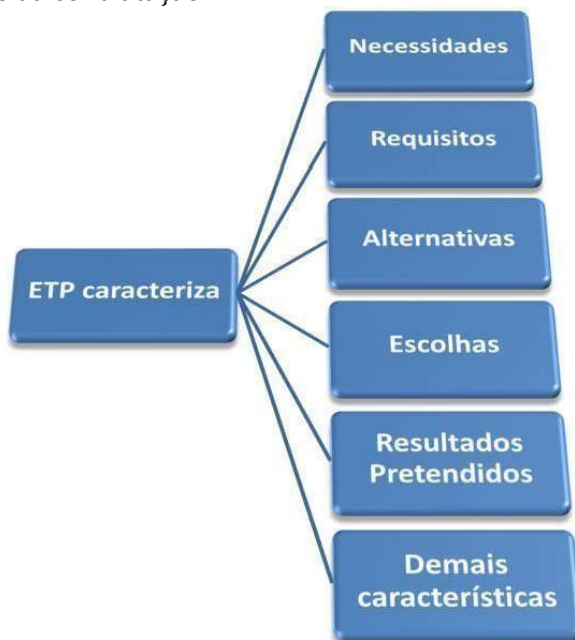 ETP caracteriza
Necessidades
Requisitos
Alternativas
Escolhas
Resultados
Pretendidos
Demais
características